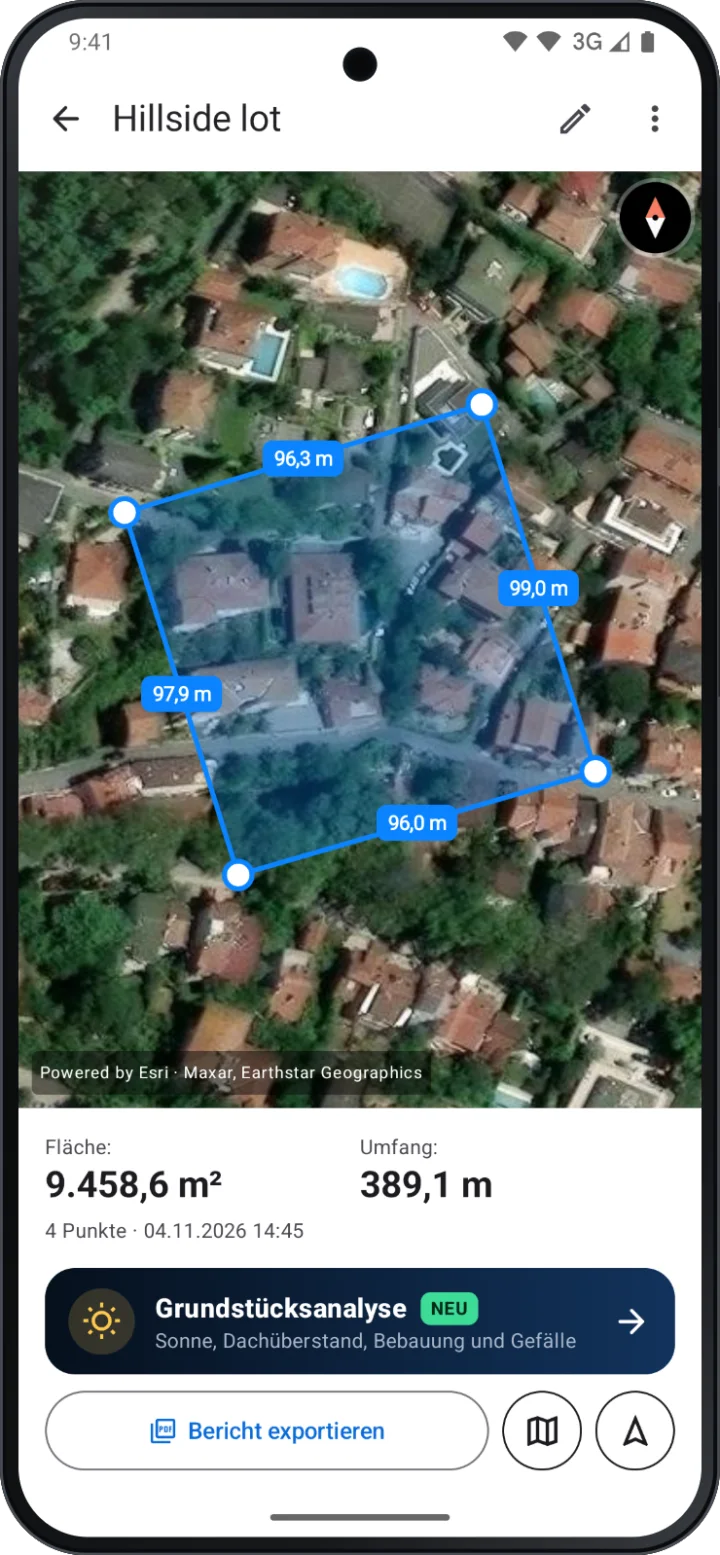 9:41
3G
Hillside lot
96,3 m
99,0 m
97,9 m
96,0 m
Powered by Esri · Maxar, Earthstar Geographics
Fläche:
Umfang:
9.458,6 m²
389,1 m
4 Punkte · 04.11.2026 14:45
Grundstücksanalyse NEU
Sonne, Dachüberstand, Bebauung und Gefälle
PDF Bericht exportieren